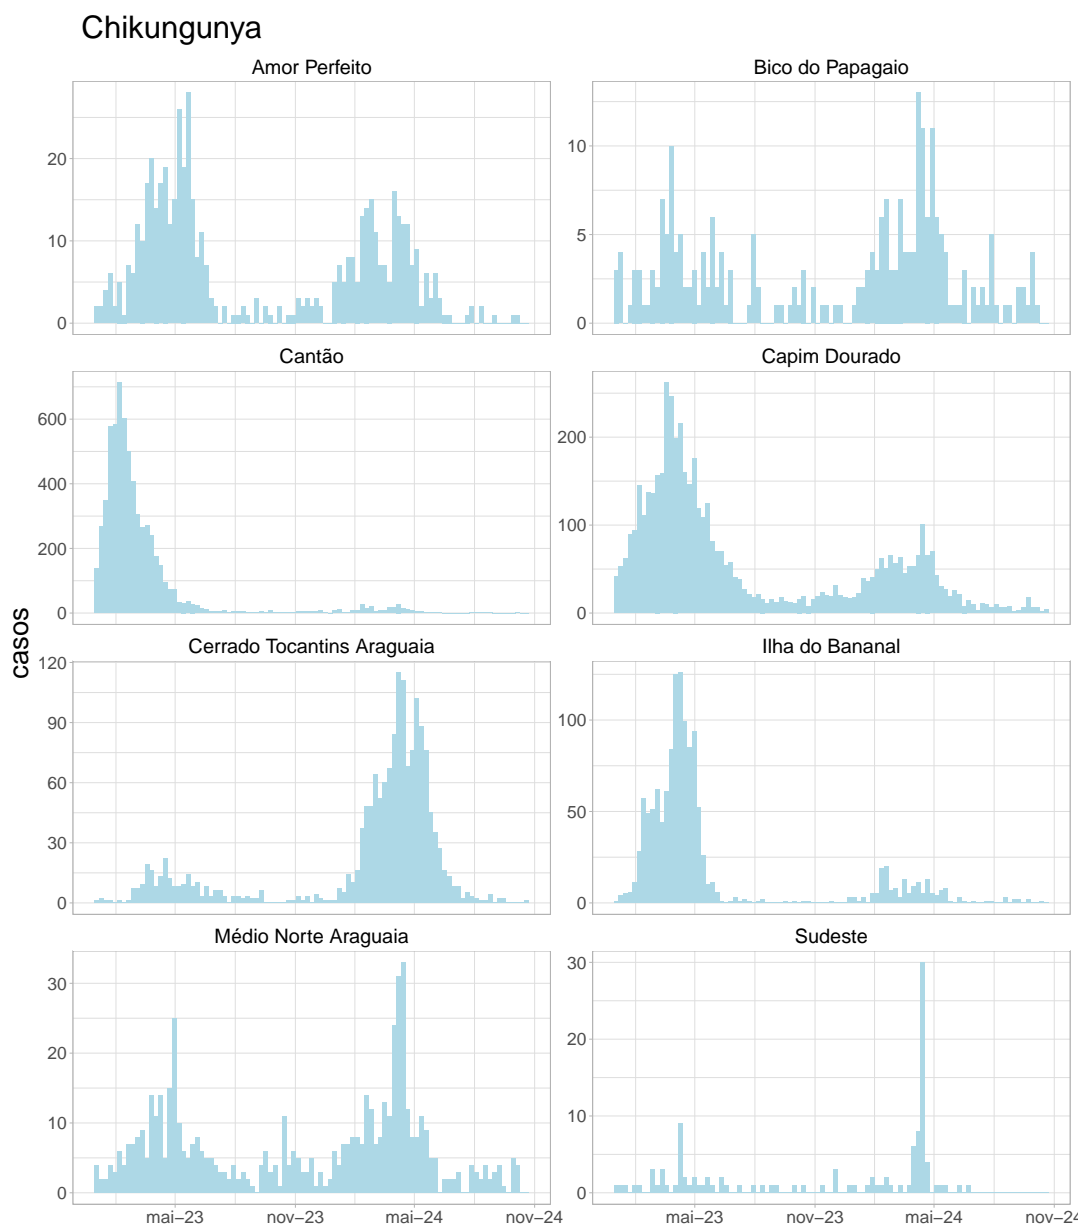 Chikungunya
Amor Perfeito
Bico do Papagaio
20
10
0
10
5
0
Cantão
Capim Dourado
600
400
200
0
200
100
0
casos
Cerrado Tocantins Araguaia
Ilha do Bananal
120
90
60
30
0
100
50
0
Médio Norte Araguaia
Sudeste
30
20
10
0
30
20
10
0
mai–23
nov–23
mai–24
nov–24
mai–23
nov–23
mai–24
nov–24